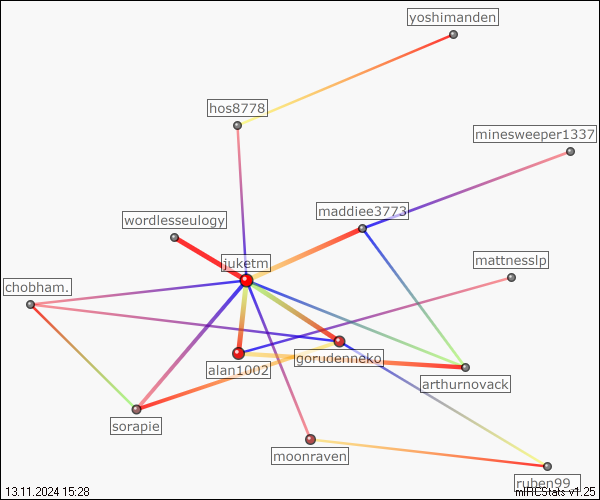 yoshimanden
hos8778
minesweeper1337
maddiee3773
wordlesseulogy
juketm
mattnesslp
chobham.
gorudenneko
alan1002
arthurnovack
sorapie
moonraven
ruben99_
13.11.2024 15:28
mIRCStats v1.25